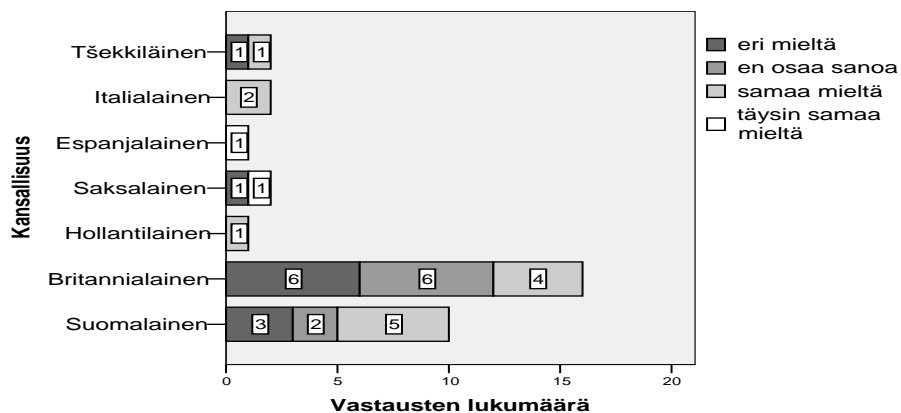 Tšekkiläinen 1 1
Italialainen 2
Espanjalainen 1
Saksalainen 1 1
Hollantilainen 1
Britannialainen 6 6 4
Suomalainen 3 2 5
0 5 10 15 20
Vastausten lukumäärä
Kansallisuus
eri mieltä
en osaa sanoa
samaa mieltä
täysin samaa
mieltä